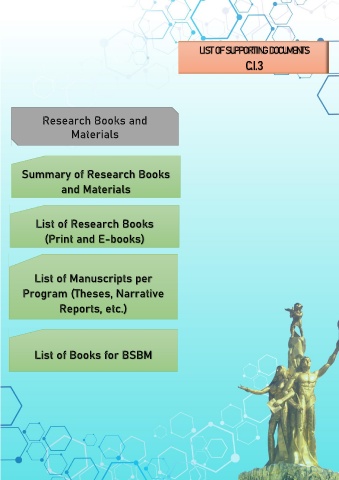 LIST OF SUPPORTING DOCUMENTS
C.I.3
Research Books and
Materials
Summary of Research Books
and Materials
List of Research Books
(Print and E-books)
List of Manuscripts per
Program (Theses, Narrative
Reports, etc.)
List of Books for BSBM